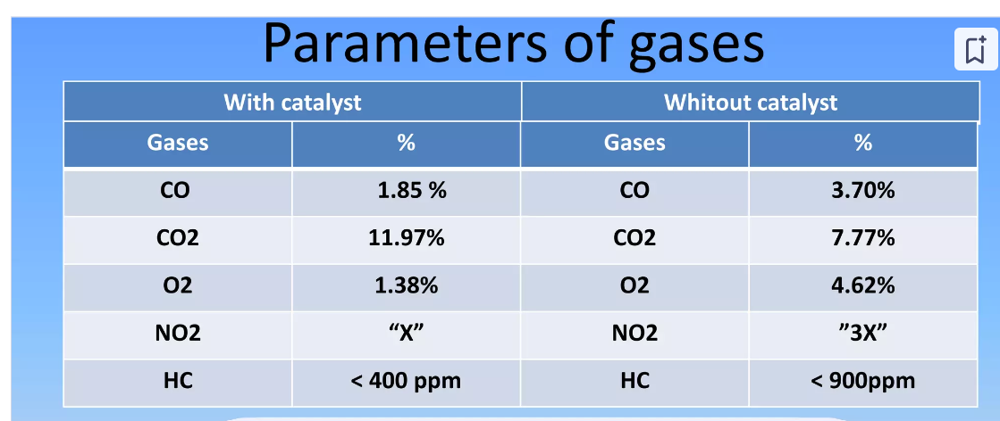 Parameters of gases
With catalyst Whitout catalyst
Gases % Gases %
CO 1.85 % CO 3.70%
CO2 11.97% CO2 7.77%
O2 1.38% O2 4.62%
NO2 “X” NO2 ”3X”
HC < 400 ppm HC < 900ppm